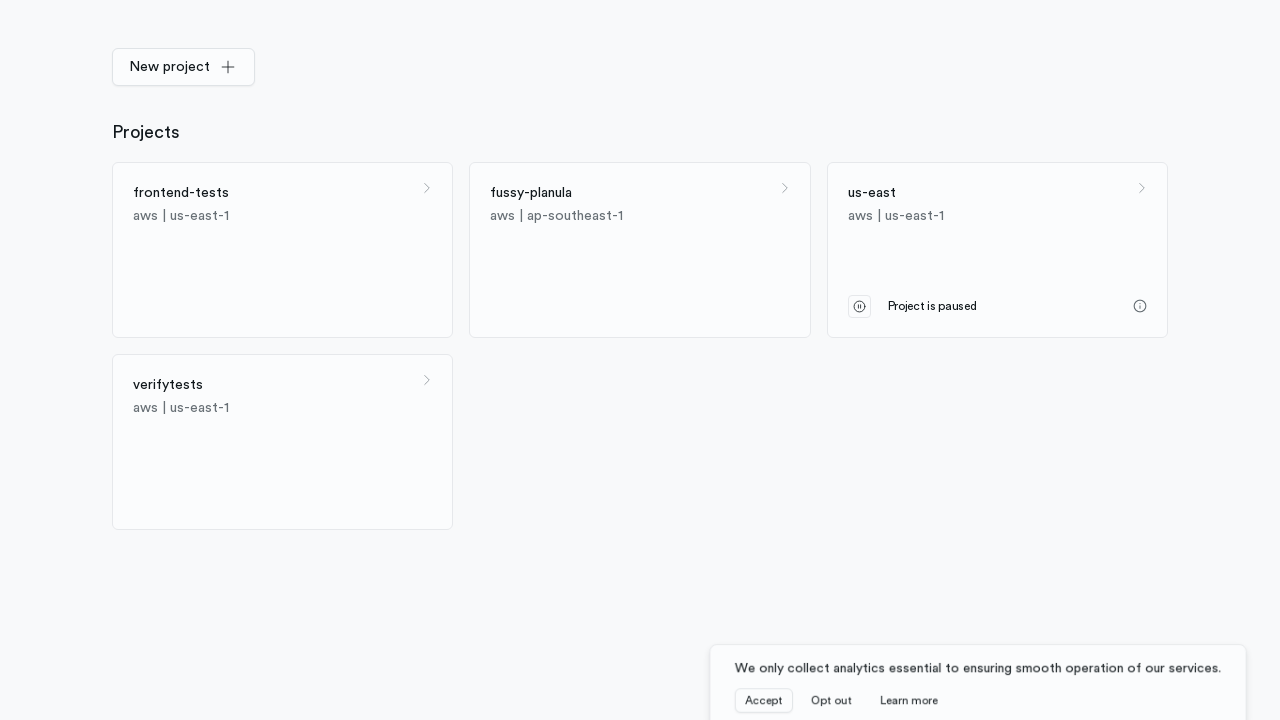 New project
Projects
frontend-tests
aws | us-east-1
fussy-planula
aws | ap-southeast-1
us-east
aws | us-east-1
Project is paused
verifytests
aws | us-east-1
We only collect analytics essential to ensuring smooth operation of our services.
Accept Opt out Learn more